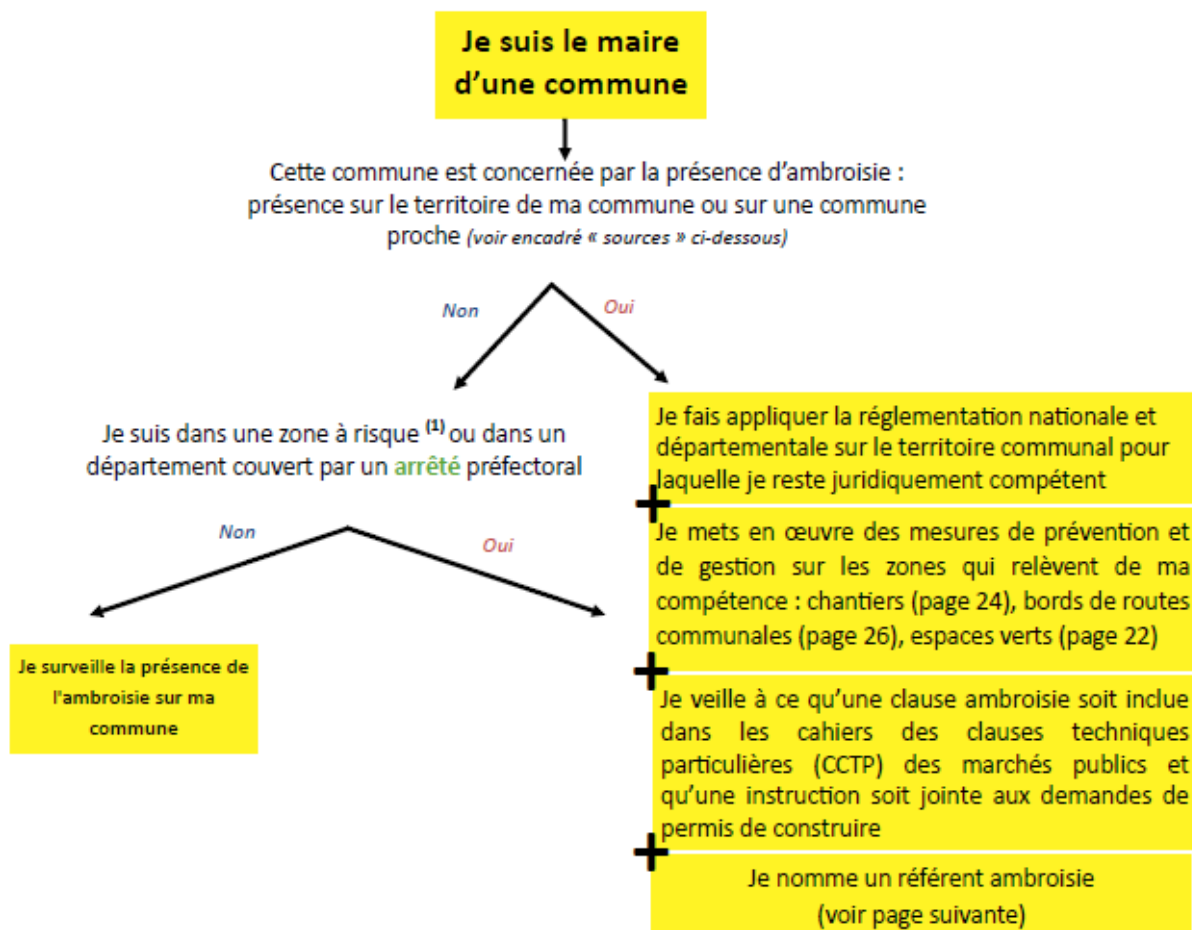 Je suis le maire
d'une commune
Cette commune est concernée par la présence d'ambroisie :
présence sur le territoire de ma commune ou sur une commune
proche (voir encadré « sources » ci-dessous)
Non
Oui
Je suis dans une zone à risque (1) ou dans un
département couvert par un arrêté préfectoral
Non
Oui
Je surveille la présence de
l'ambroisie sur ma
commune
Je fais appliquer la réglementation nationale et
départementale sur le territoire communal pour
laquelle je reste juridiquement compétent
+
Je mets en œuvre des mesures de prévention et
de gestion sur les zones qui relèvent de ma
compétence : chantiers (page 24), bords de routes
communales (page 26), espaces verts (page 22)
+
Je veille à ce qu'une clause ambroisie soit inclue
dans les cahiers des clauses techniques
particulières (CCTP) des marchés publics et
qu'une instruction soit jointe aux demandes de
permis de construire
+
Je nomme un référent ambroisie
(voir page suivante)